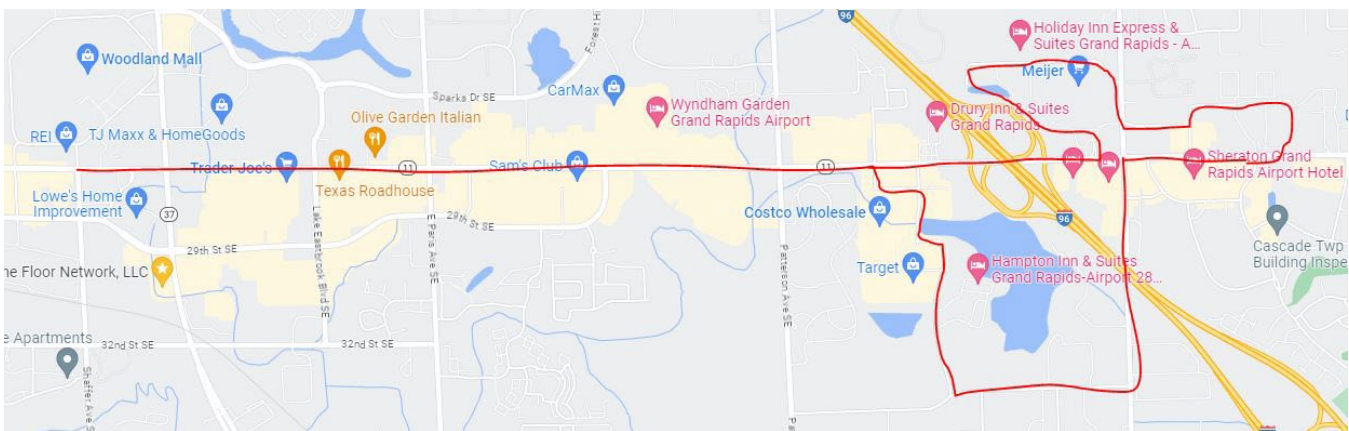 Woodland Mall
REI
TJ Maxx & HomeGoods
Lowe's Home
Improvement
37
Trader Joe's
Olive Garden Italian
Texas Roadhouse
11
Sparks Dr SE
Forest Hi
CarMax
Wyndham Garden
Grand Rapids Airport
Sam's Club
11
96
Holiday Inn Express &
Suites Grand Rapids - A...
Meijer
Drury Inn & Suites
Grand Rapids
Sheraton Grand
Rapids Airport Hotel
Costco Wholesale
Target
96
Hampton Inn & Suites
Grand Rapids-Airport 28...
Cascade Twp
Building Inspe
29th St SE
29th St SE
ne Floor Network, LLC
Lake Eastbrook Blvd SE
E Paris Ave SE
Patterson Ave SE
32nd St SE
32nd St SE
e Apartments
Shaffer Ave S
Pa